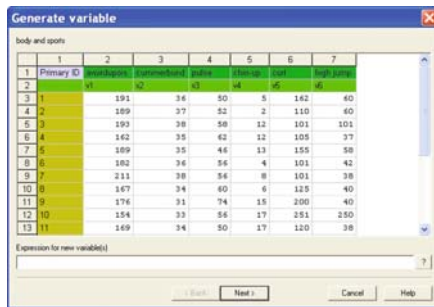 Generate variable
body and sports
1 2 3 4 5 6 7
1 Primary ID avoirdupois cummerbund pulse chin-up curl high jump
2 v1 v2 v3 v4 v5 v6
3 1 191 36 50 5 162 60
4 2 189 37 52 2 110 60
5 3 193 38 58 12 101 101
6 4 162 35 62 12 105 37
7 5 189 35 46 13 155 58
8 6 182 36 56 4 101 42
9 7 211 38 56 8 101 38
10 8 167 34 60 6 125 40
11 9 176 31 74 15 200 40
12 10 154 33 56 17 251 250
13 11 169 34 50 17 120 38
Expression for new variable(s)
?
< Back Next > Cancel Help